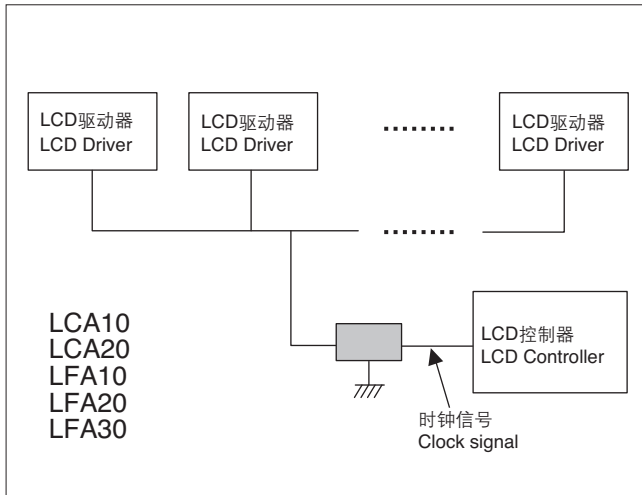 LCD驱动器
LCD Driver
LCD驱动器
LCD Driver
LCD驱动器
LCD Driver
LCA10
LCA20
LFA10
LFA20
LFA30
LCD控制器
LCD Controller
时钟信号
Clock signal